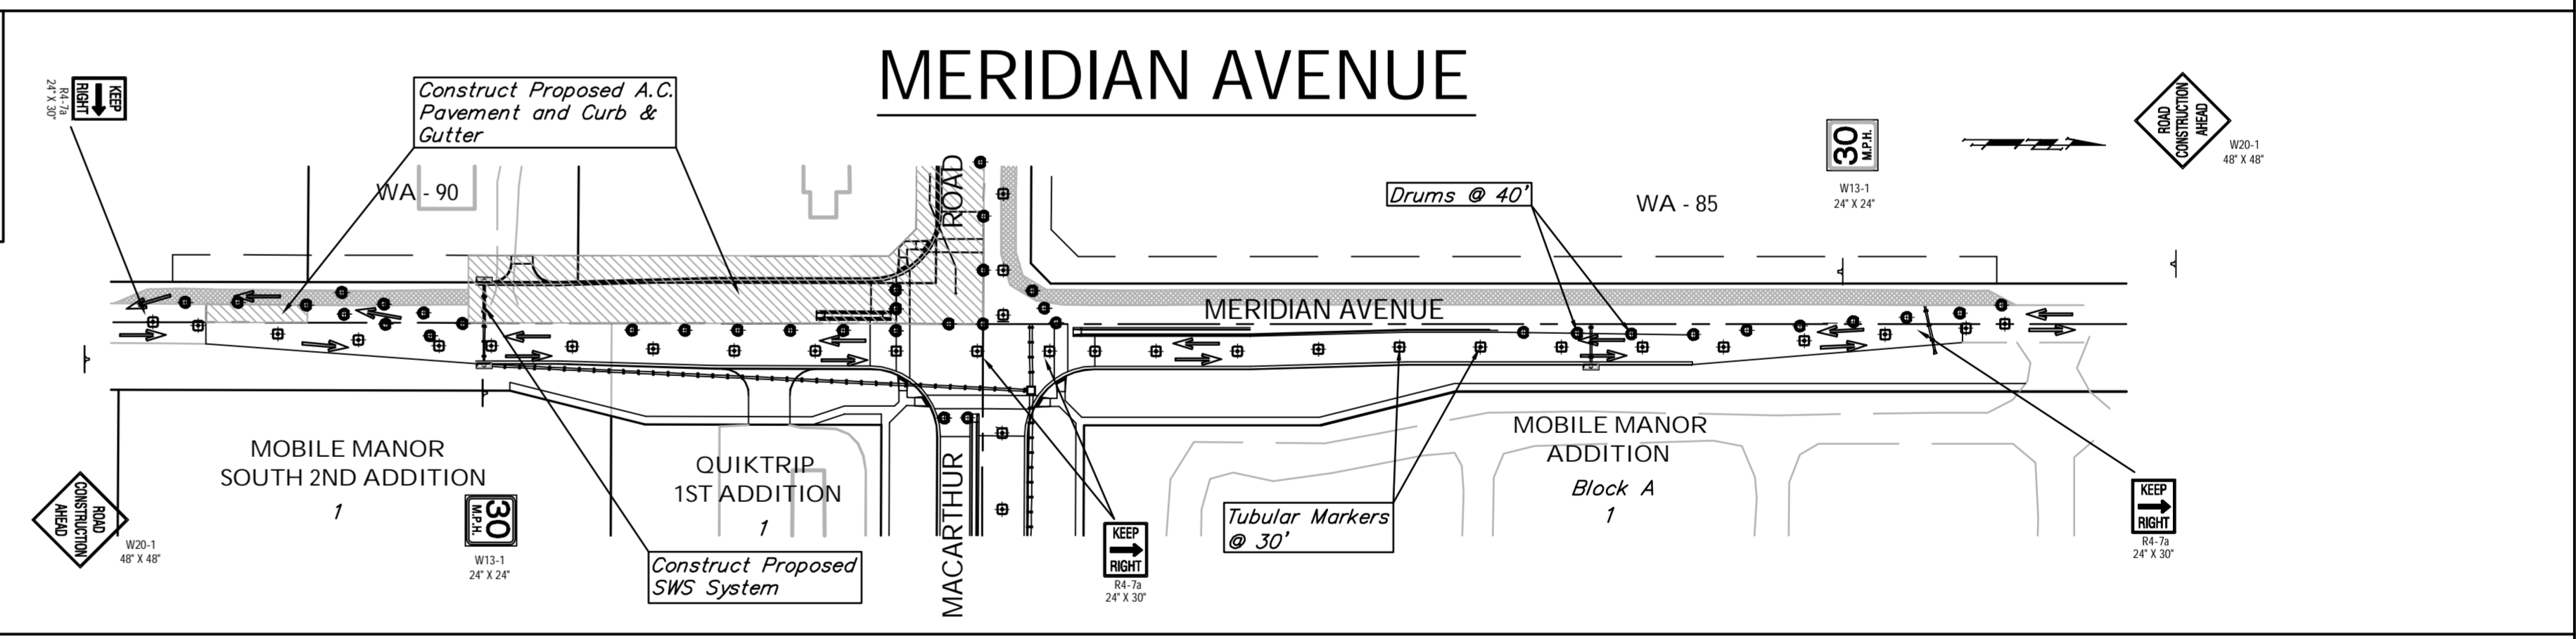 MERIDIAN AVENUE
KEEP
RIGHT
R4-7a
24" X 30"
Construct Proposed A.C.
Pavement and Curb &
Gutter
WA - 90
ROAD
Drums @ 40'
WA - 85
30
M.P.H.
W13-1
24" X 24"
ROAD
CONSTRUCTION
AHEAD
W20-1
48" X 48"
MERIDIAN AVENUE
MOBILE MANOR
SOUTH 2ND ADDITION
1
ROAD
CONSTRUCTION
AHEAD
W20-1
48" X 48"
30
M.P.H.
W13-1
24" X 24"
QUIKTRIP
1ST ADDITION
1
Construct Proposed
SWS System
MACARTHUR
KEEP
RIGHT
R4-7a
24" X 30"
Tubular Markers
@ 30'
MOBILE MANOR
ADDITION
Block A
1
KEEP
RIGHT
R4-7a
24" X 30"